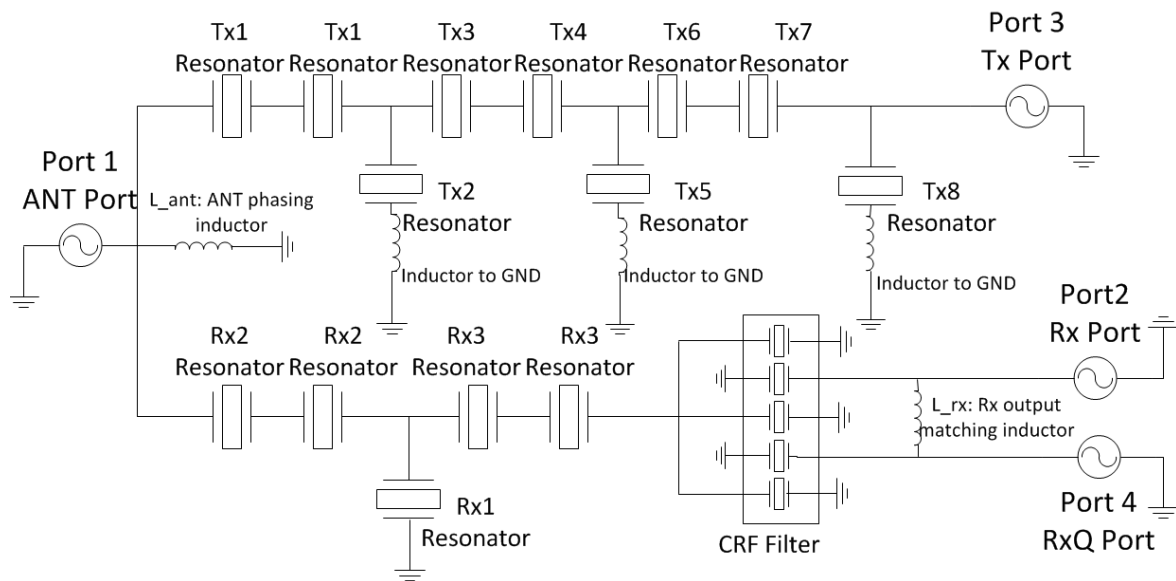 Tx1 Tx1 Tx3 Tx4 Tx6 Tx7
Resonator Resonator Resonator Resonator Resonator Resonator
Port 3
Tx Port
Port 1
ANT Port
L_ant: ANT phasing
inductor
Tx2
Resonator
Inductor to GND
Tx5
Resonator
Inductor to GND
Tx8
Resonator
Inductor to GND
Rx2 Rx2 Rx3 Rx3
Resonator Resonator Resonator Resonator
Port2
Rx Port
L_rx: Rx output
matching inductor
Rx1
Resonator
CRF Filter
Port 4
RxQ Port